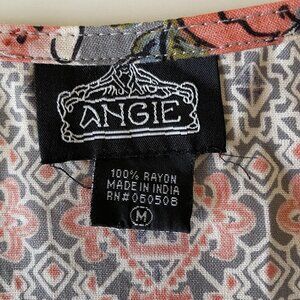 ANGIE
100% RAYON
MADE IN INDIA
RN#060508
M